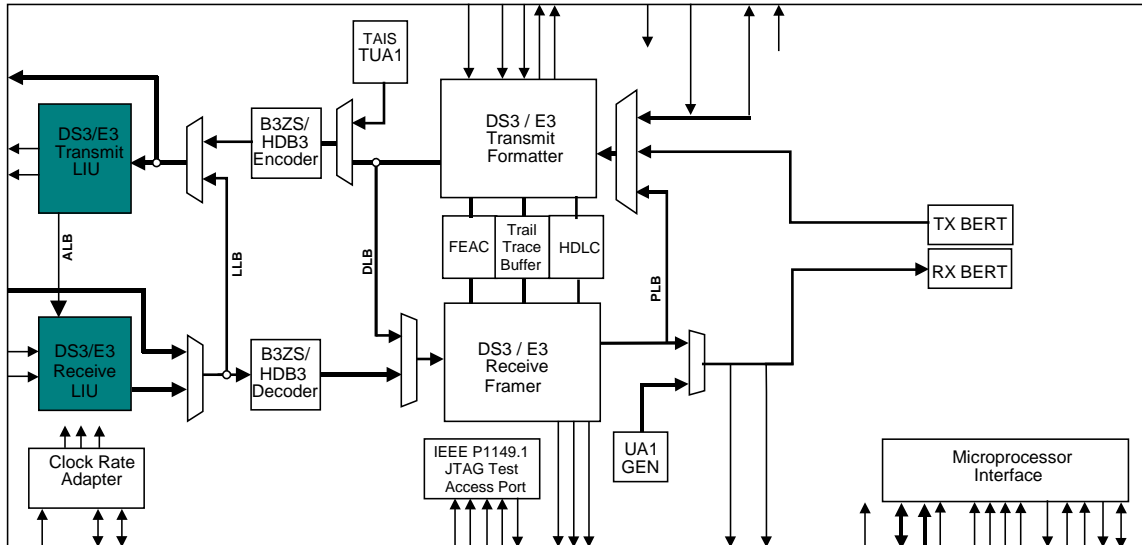 TAIS
TUA1
DS3/E3
Transmit
LIU
B3ZS/
HDB3
Encoder
DS3 / E3
Transmit
Formatter
ALB
LLB
DLB
FEAC
Trail
Trace
Buffer
HDLC
PLB
TX BERT
RX BERT
DS3/E3
Receive
LIU
B3ZS/
HDB3
Decoder
DS3 / E3
Receive
Framer
UA1
GEN
Clock Rate
Adapter
IEEE P1149.1
JTAG Test
Access Port
Microprocessor
Interface